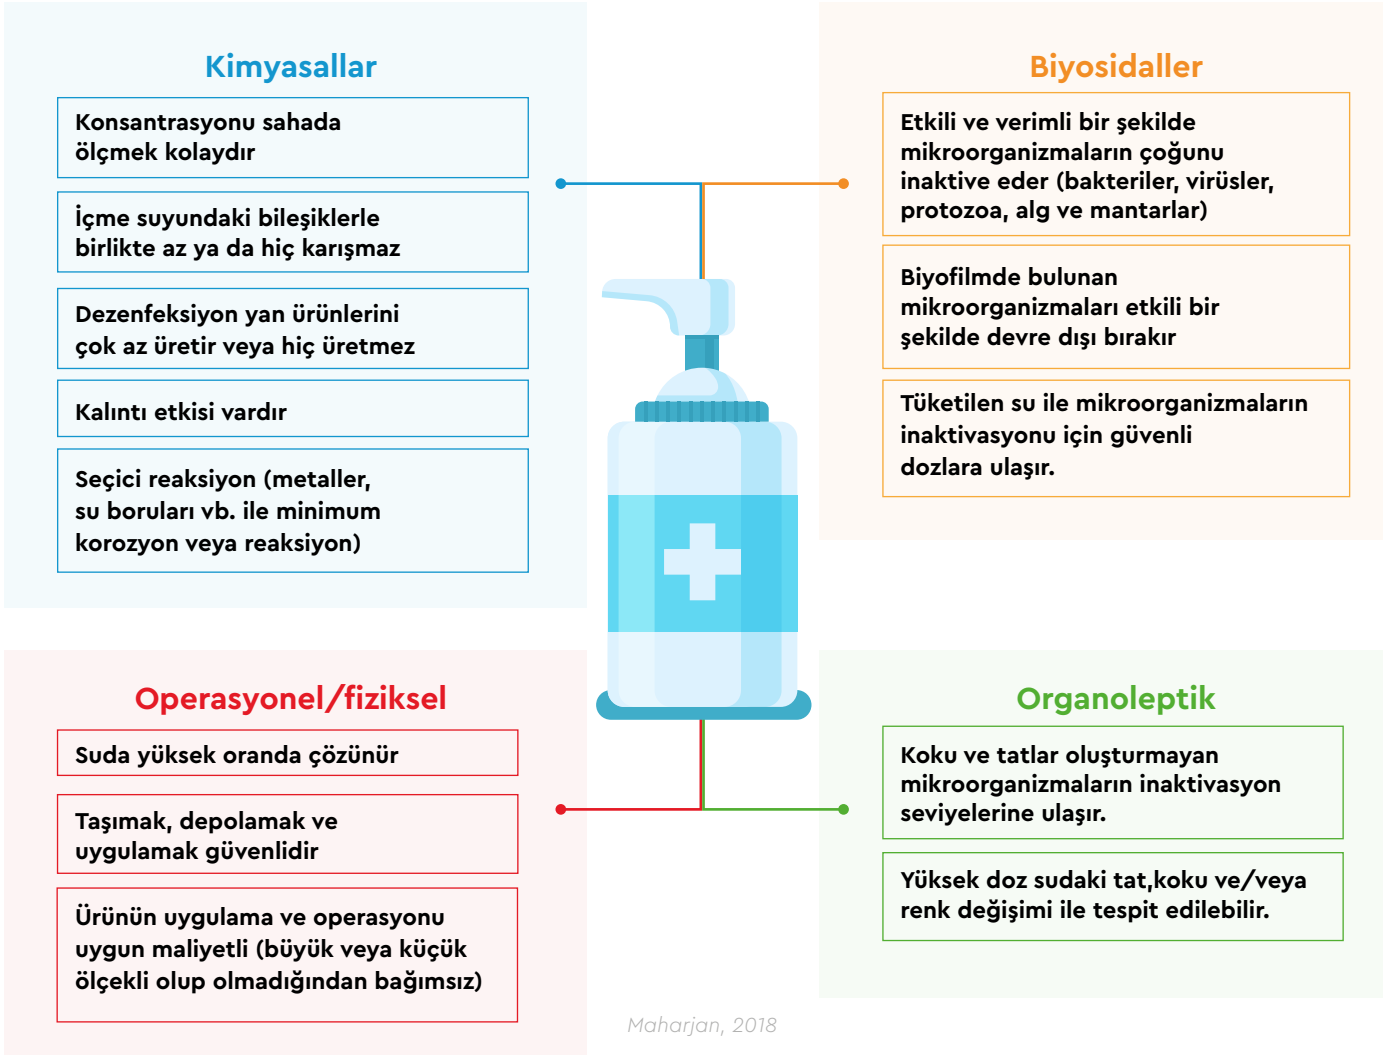 Kimyasallar
Konsantrasyonu sahada
ölçmek kolaydır
İçme suyundaki bileşiklerle
birlikte az ya da hiç karışmaz
Dezenfeksiyon yan ürünlerini
çok az üretir veya hiç üretmez
Kalıntı etkisi vardır
Seçici reaksiyon (metaller,
su boruları vb. ile minimum
korozyon veya reaksiyon)
Biyosidaller
Etkili ve verimli bir şekilde
mikroorganizmaların çoğunu
inaktive eder (bakteriler, virüsler,
protozoa, alg ve mantarlar)
Biyofilmde bulunan
mikroorganizmaları etkili bir
şekilde devre dışı bırakır
Tüketilen su ile mikroorganizmaların
inaktivasyonu için güvenli
dozlara ulaşır.
Operasyonel/fiziksel
Suda yüksek oranda çözünür
Taşımak, depolamak ve
uygulamak güvenlidir
Ürünün uygulama ve operasyonu
uygun maliyetli (büyük veya küçük
ölçekli olup olmadığından bağımsız)
Organoleptik
Koku ve tatlar oluşturmayan
mikroorganizmaların inaktivasyon
seviyelerine ulaşır.
Yüksek doz sudaki tat,koku ve/veya
renk değişimi ile tespit edilebilir.
Maharjan, 2018